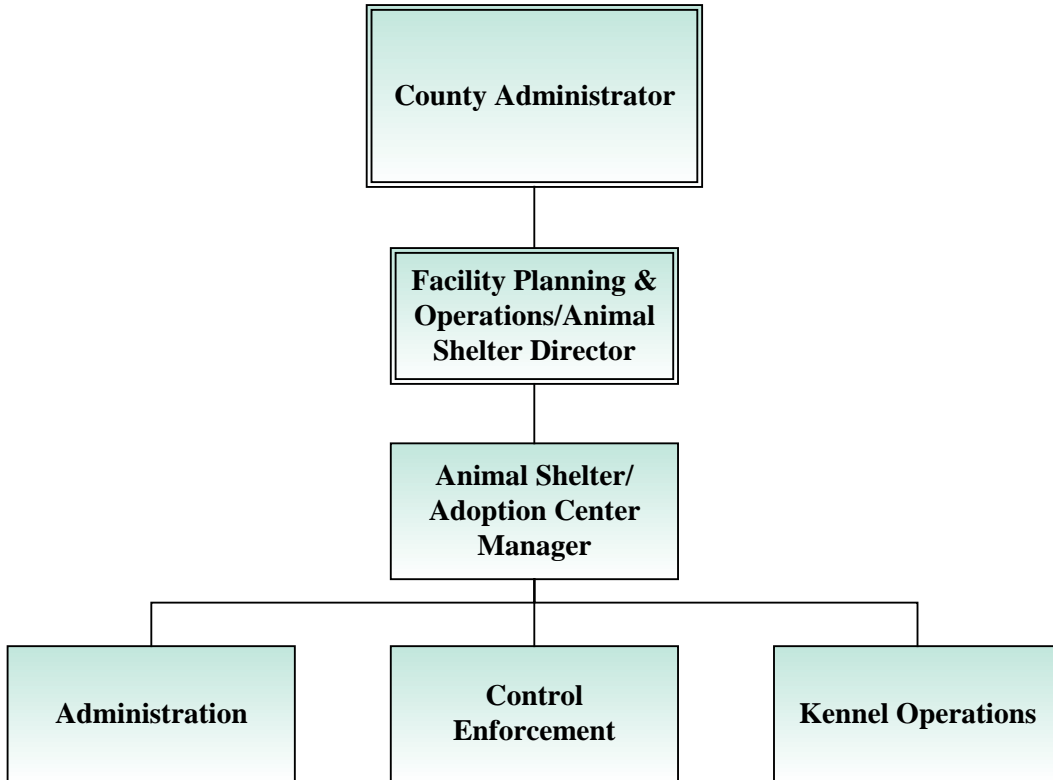 County Administrator
Facility Planning &
Operations/Animal
Shelter Director
Animal Shelter/
Adoption Center
Manager
Administration
Control
Enforcement
Kennel Operations